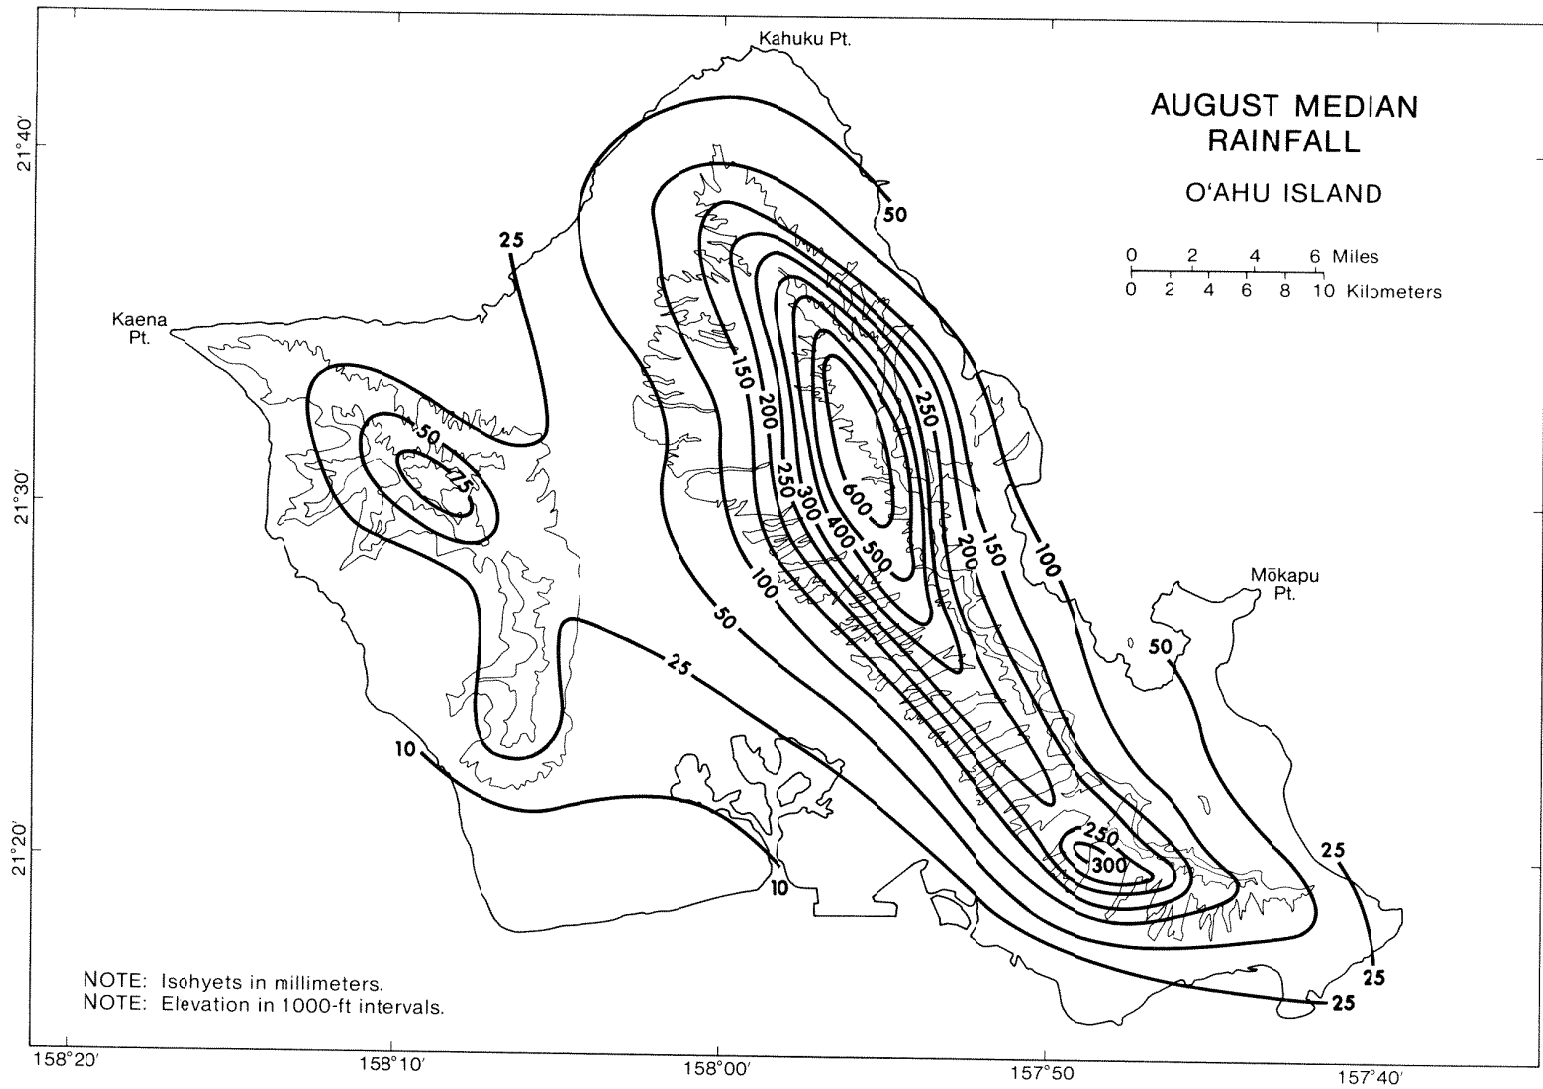 Kahuku Pt.
AUGUST MEDIAN
RAINFALL
OʻAHU ISLAND
0 2 4 6 Miles
0 2 4 6 8 10 Kilometers
21°40'
50
25
Kaena
Pt.
150
200
250
50
75
600
21°30'
250
300
400
500
200
150
100
100
Mōkapu
Pt.
50
50
25
10
21°20'
250
300
25
10
25
25
NOTE: Isohyets in millimeters.
NOTE: Elevation in 1000-ft intervals.
158°20' 158°10' 158°00' 157°50' 157°40'